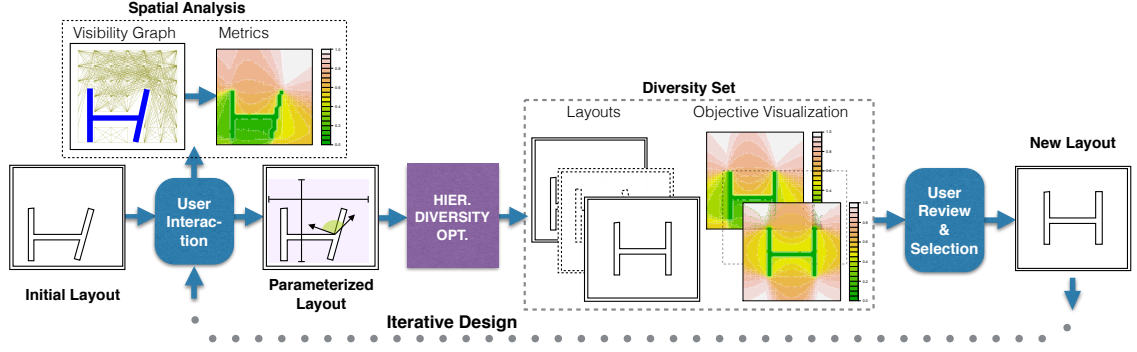 Spatial Analysis
Visibility Graph
Metrics
Initial Layout
User
Interac-
tion
Parameterized
Layout
HIER.
DIVERSITY
OPT.
Diversity Set
Layouts
Objective Visualization
User
Review
&
Selection
New Layout
Iterative Design